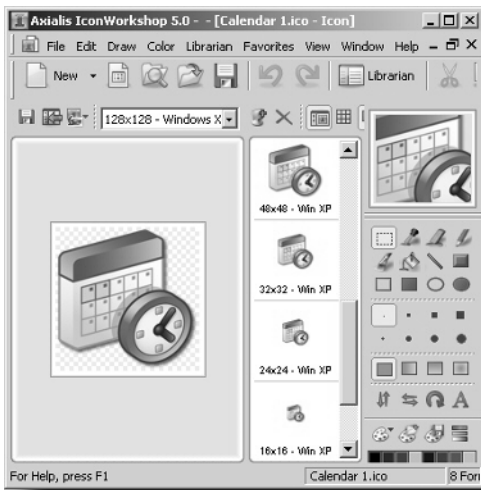 Axialis IconWorkshop 5.0 - - [Calendar 1.ico - Icon]
File Edit Draw Color Librarian Favorites View Window Help
New Librarian
128x128 - Windows X
48x48 - Win XP
32x32 - Win XP
24x24 - Win XP
16x16 - Win XP
A
For Help, press F1 Calendar 1.ico 8 For